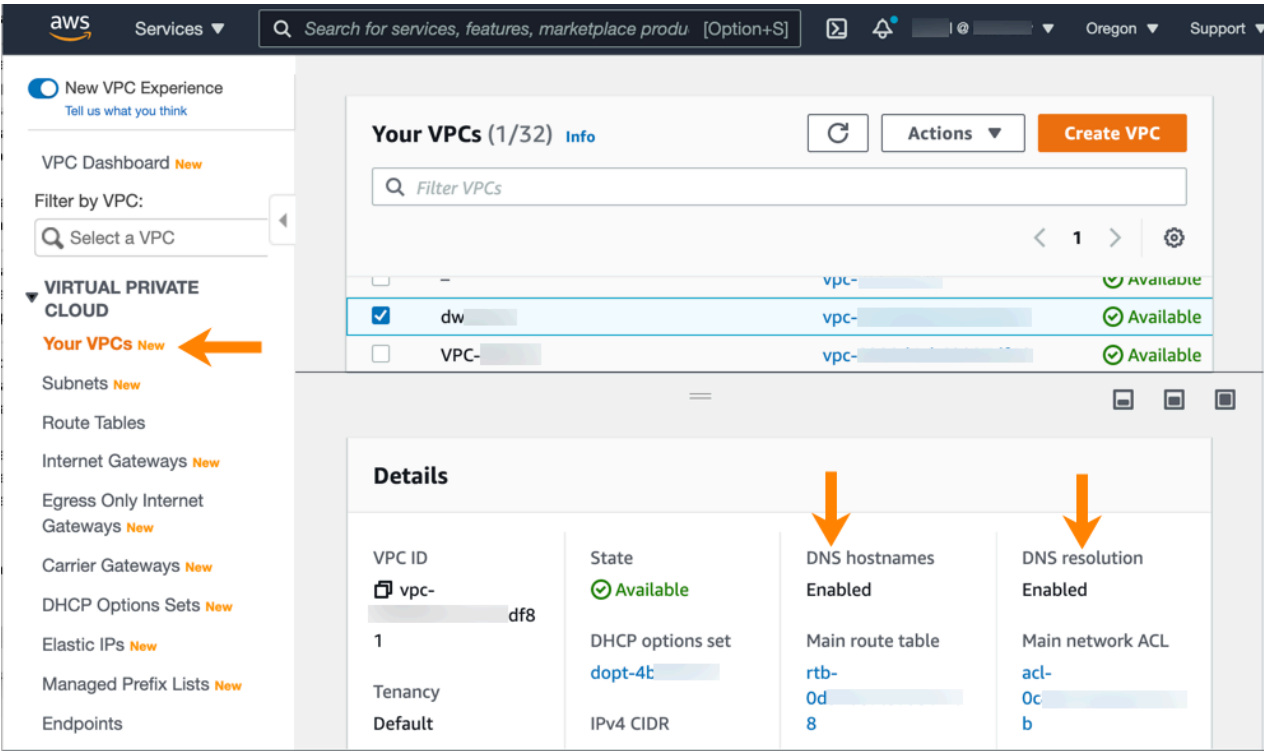 aws Services ▼ Search for services, features, marketplace produ [Option+S] @ ▼ Oregon ▼ Support ▼
New VPC Experience
Tell us what you think
VPC Dashboard New
Filter by VPC:
Select a VPC
VIRTUAL PRIVATE
CLOUD
Your VPCs New
Subnets New
Route Tables
Internet Gateways New
Egress Only Internet
Gateways New
Carrier Gateways New
DHCP Options Sets New
Elastic IPs New
Managed Prefix Lists New
Endpoints
Your VPCs (1/32) Info Actions ▼ Create VPC
Filter VPCs
< 1 >
– vpc- Available
dw vpc- Available
VPC- vpc- Available
Details
VPC ID
vpc-
df8
1
Tenancy
Default
State
Available
DHCP options set
dopt-4b
IPv4 CIDR
DNS hostnames
Enabled
Main route table
rtb-
0d
8
DNS resolution
Enabled
Main network ACL
acl-
0c
b